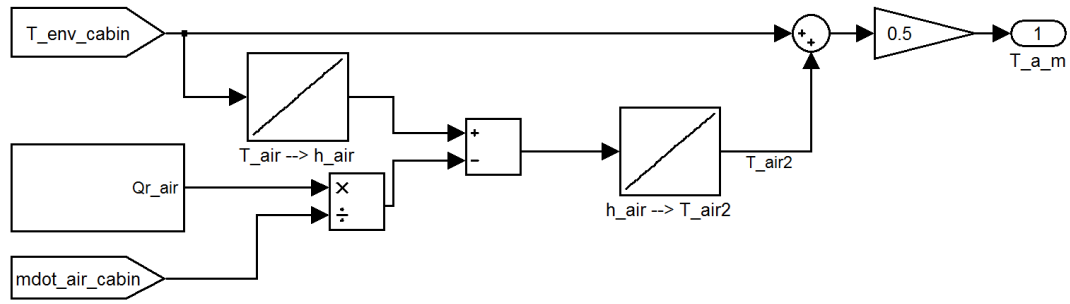 T_env_cabin
T_air --> h_air
Qr_air
mdot_air_cabin
×
÷
+
−
h_air --> T_air2
T_air2
+
+
0.5
1
T_a_m